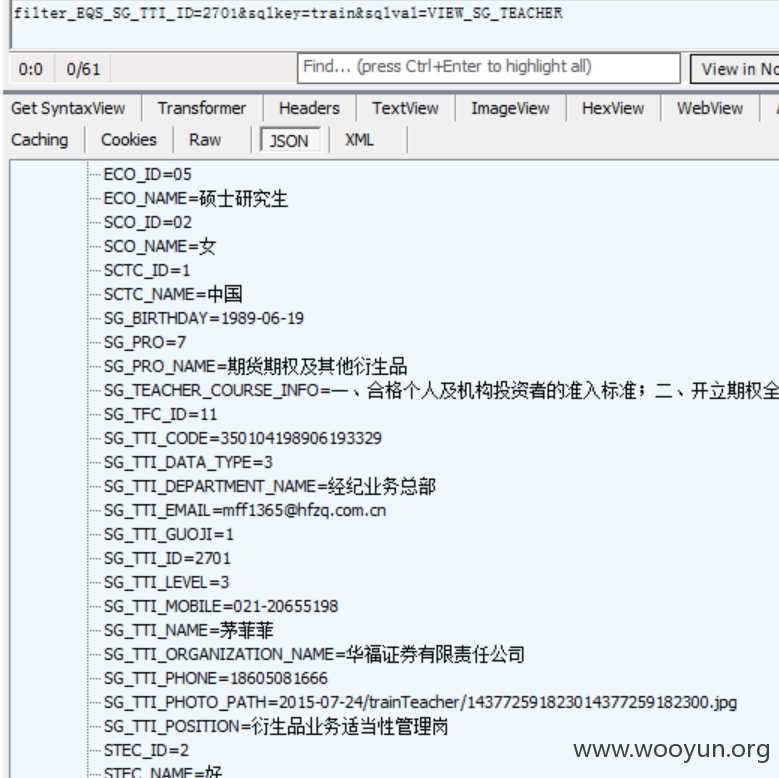 filter_EQS_SG_TTI_ID=2701&sqlkey=train&sqlval=VIEW_SG_TEACHER
0:0 0/61 Find... (press Ctrl+Enter to highlight all) View in No
Get SyntaxView Transformer Headers TextView ImageView HexView WebView
Caching Cookies Raw JSON XML
ECO_ID=05
ECO_NAME=硕士研究生
SCO_ID=02
SCO_NAME=女
SCTC_ID=1
SCTC_NAME=中国
SG_BIRTHDAY=1989-06-19
SG_PRO=7
SG_PRO_NAME=期货期权及其他衍生品
SG_TEACHER_COURSE_INFO=一、合格个人及机构投资者的准入标准；二、开立期权全
SG_TFC_ID=11
SG_TTI_CODE=350104198906193329
SG_TTI_DATA_TYPE=3
SG_TTI_DEPARTMENT_NAME=经纪业务总部
SG_TTI_EMAIL=mff1365@hfzq.com.cn
SG_TTI_GUOJI=1
SG_TTI_ID=2701
SG_TTI_LEVEL=3
SG_TTI_MOBILE=021-20655198
SG_TTI_NAME=茅菲菲
SG_TTI_ORGANIZATION_NAME=华福证券有限责任公司
SG_TTI_PHONE=18605081666
SG_TTI_PHOTO_PATH=2015-07-24/trainTeacher/143772591823014377259182300.jpg
SG_TTI_POSITION=衍生品业务适当性管理岗
STEC_ID=2
STEC_NAME=好
www.wooyun.org